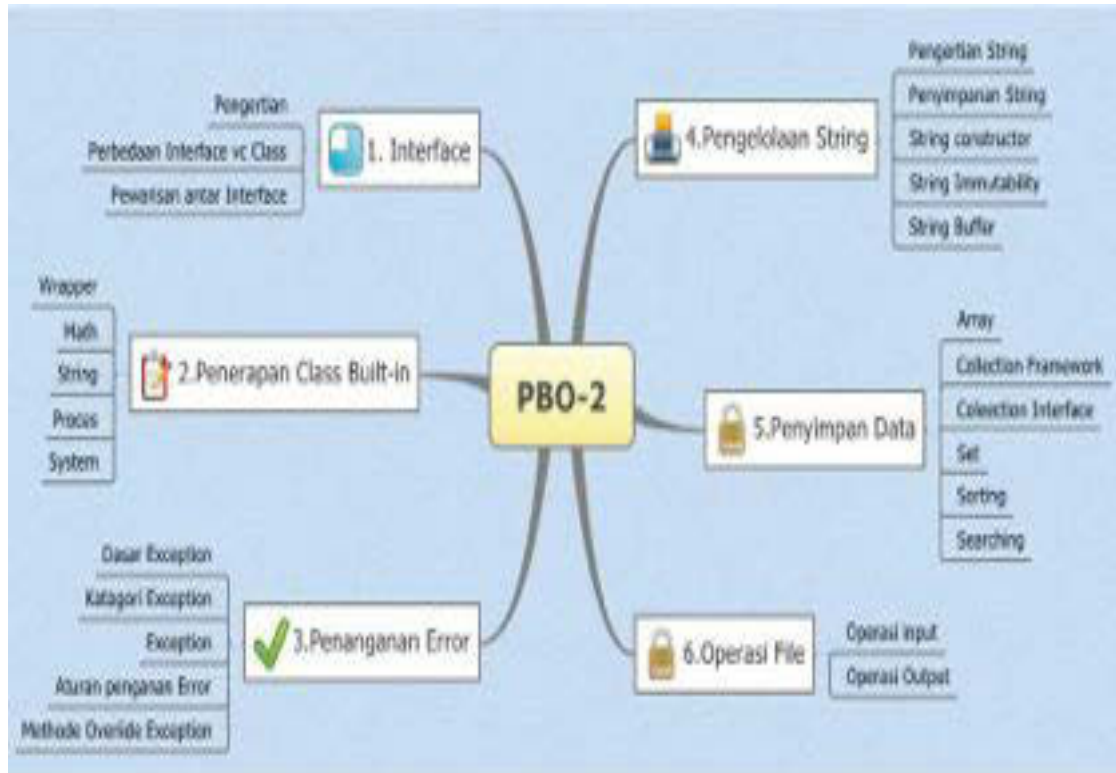 PBO-2
1. Interface
Pengertian
Perbedaan Interface vc Class
Pewarisan antar Interface
2.Penerapan Class Built-in
Wrapper
Math
String
Procas
System
3.Penanganan Error
Dasar Exception
Katagori Exception
Exception
Aturan penganan Error
Methode Override Exception
4.Pengelolaan String
Pengertian String
Penyimpanan String
String constructor
String Immutability
String Buffer
5.Penyimpan Data
Array
Collection Framework
Interface
Set
Sorting
Searching
6.Operasi File
Operasi input
Operasi Output